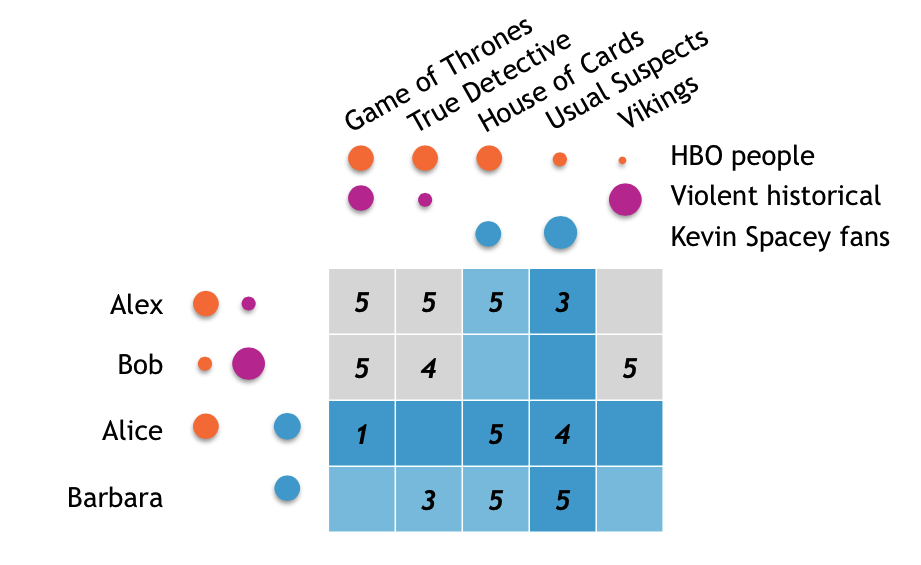 Game of Thrones
True Detective
House of Cards
Usual Suspects
Vikings
HBO people
Violent historical
Kevin Spacey fans
Alex 5 5 5 3
Bob 5 4 5
Alice 1 5 4
Barbara 3 5 5